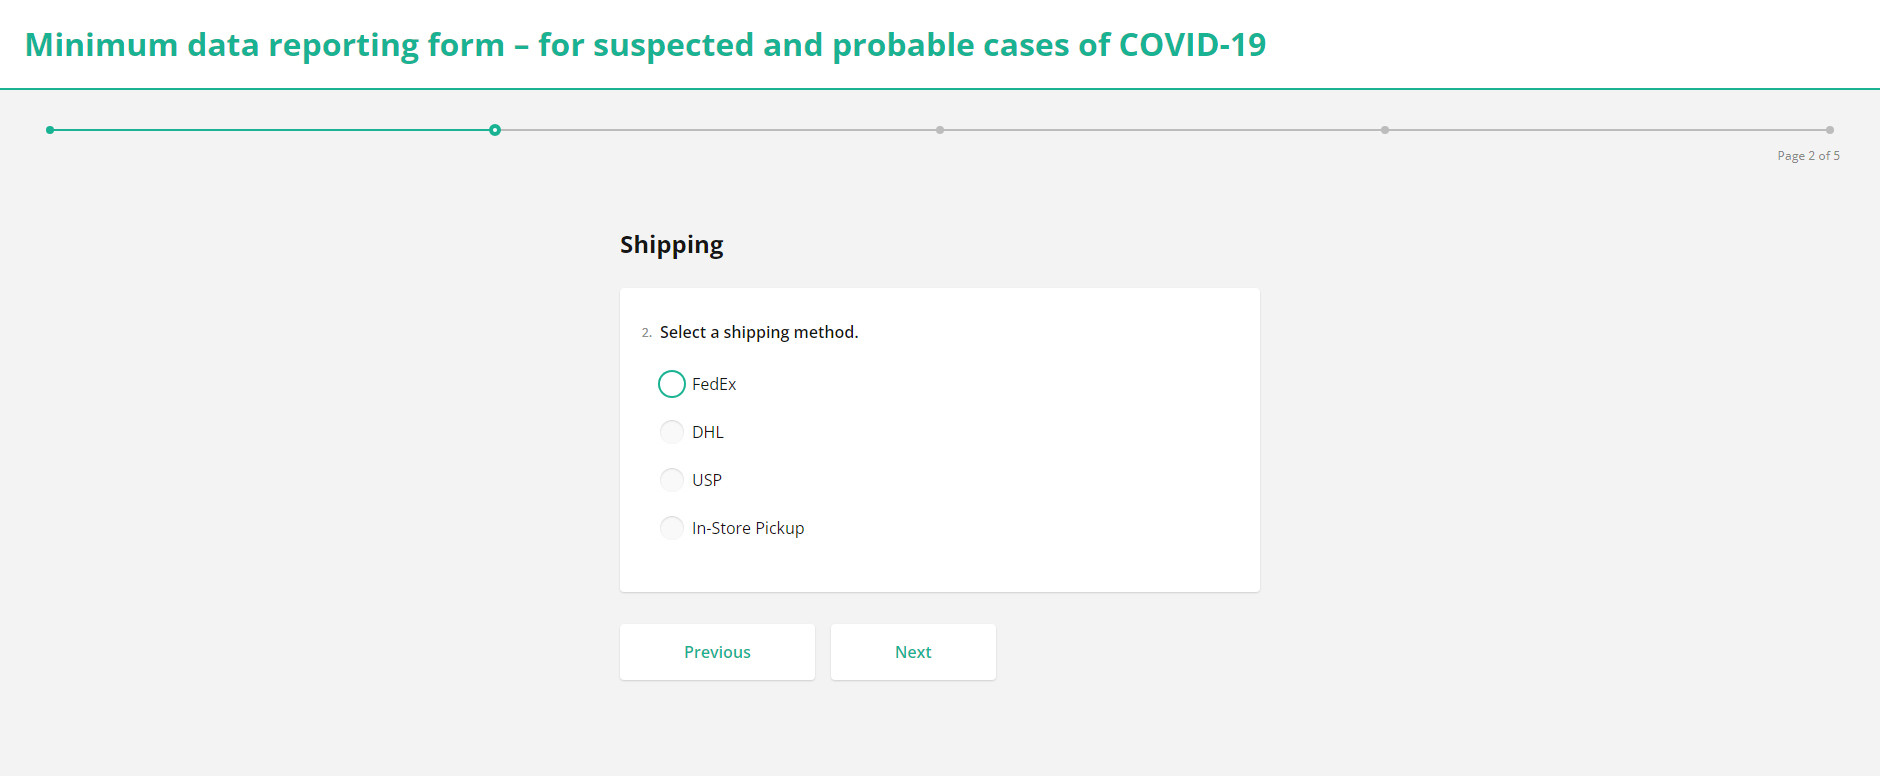 Minimum data reporting form – for suspected and probable cases of COVID-19
Page 2 of 5
Shipping
2. Select a shipping method.
FedEx
DHL
USP
In-Store Pickup
Previous
Next